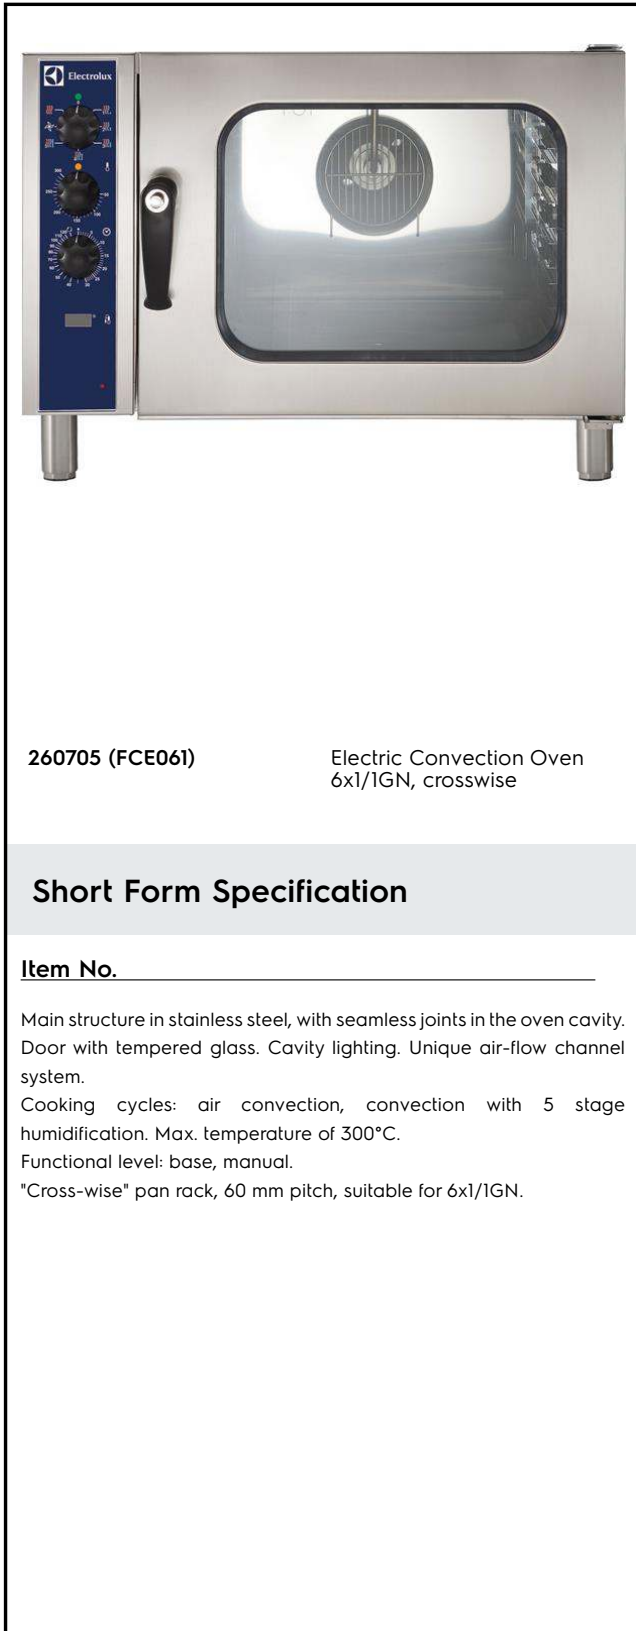 Electrolux
260705 (FCE061)
Electric Convection Oven
6x1/1GN, crosswise
Short Form Specification
Item No.
Main structure in stainless steel, with seamless joints in the oven cavity.
Door with tempered glass. Cavity lighting. Unique air-flow channel
system.
Cooking cycles: air convection, convection with 5 stage
humidification. Max. temperature of 300°C.
Functional level: base, manual.
"Cross-wise" pan rack, 60 mm pitch, suitable for 6x1/1GN.